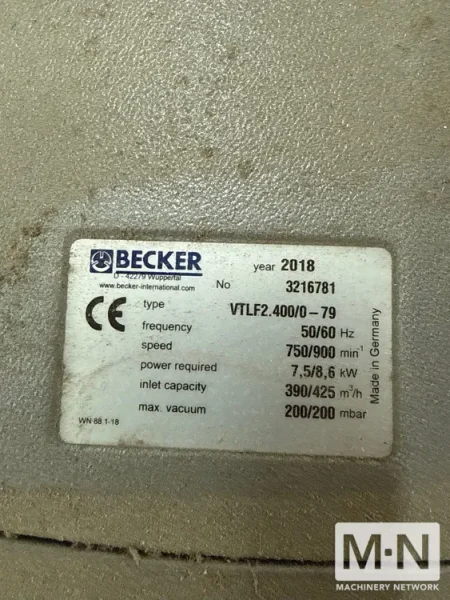 BECKER
D - 42279 Wuppertal
www.becker-international.com
year 2018
No 3216781
type VTLF2.400/0-79
frequency 50/60 Hz
speed 750/900 min⁻¹
power required 7,5/8,6 kW
inlet capacity 390/425 m³/h
max. vacuum 200/200 mbar
WN 88 1-18
Made in Germany
CE
M·N
MACHINERY NETWORK